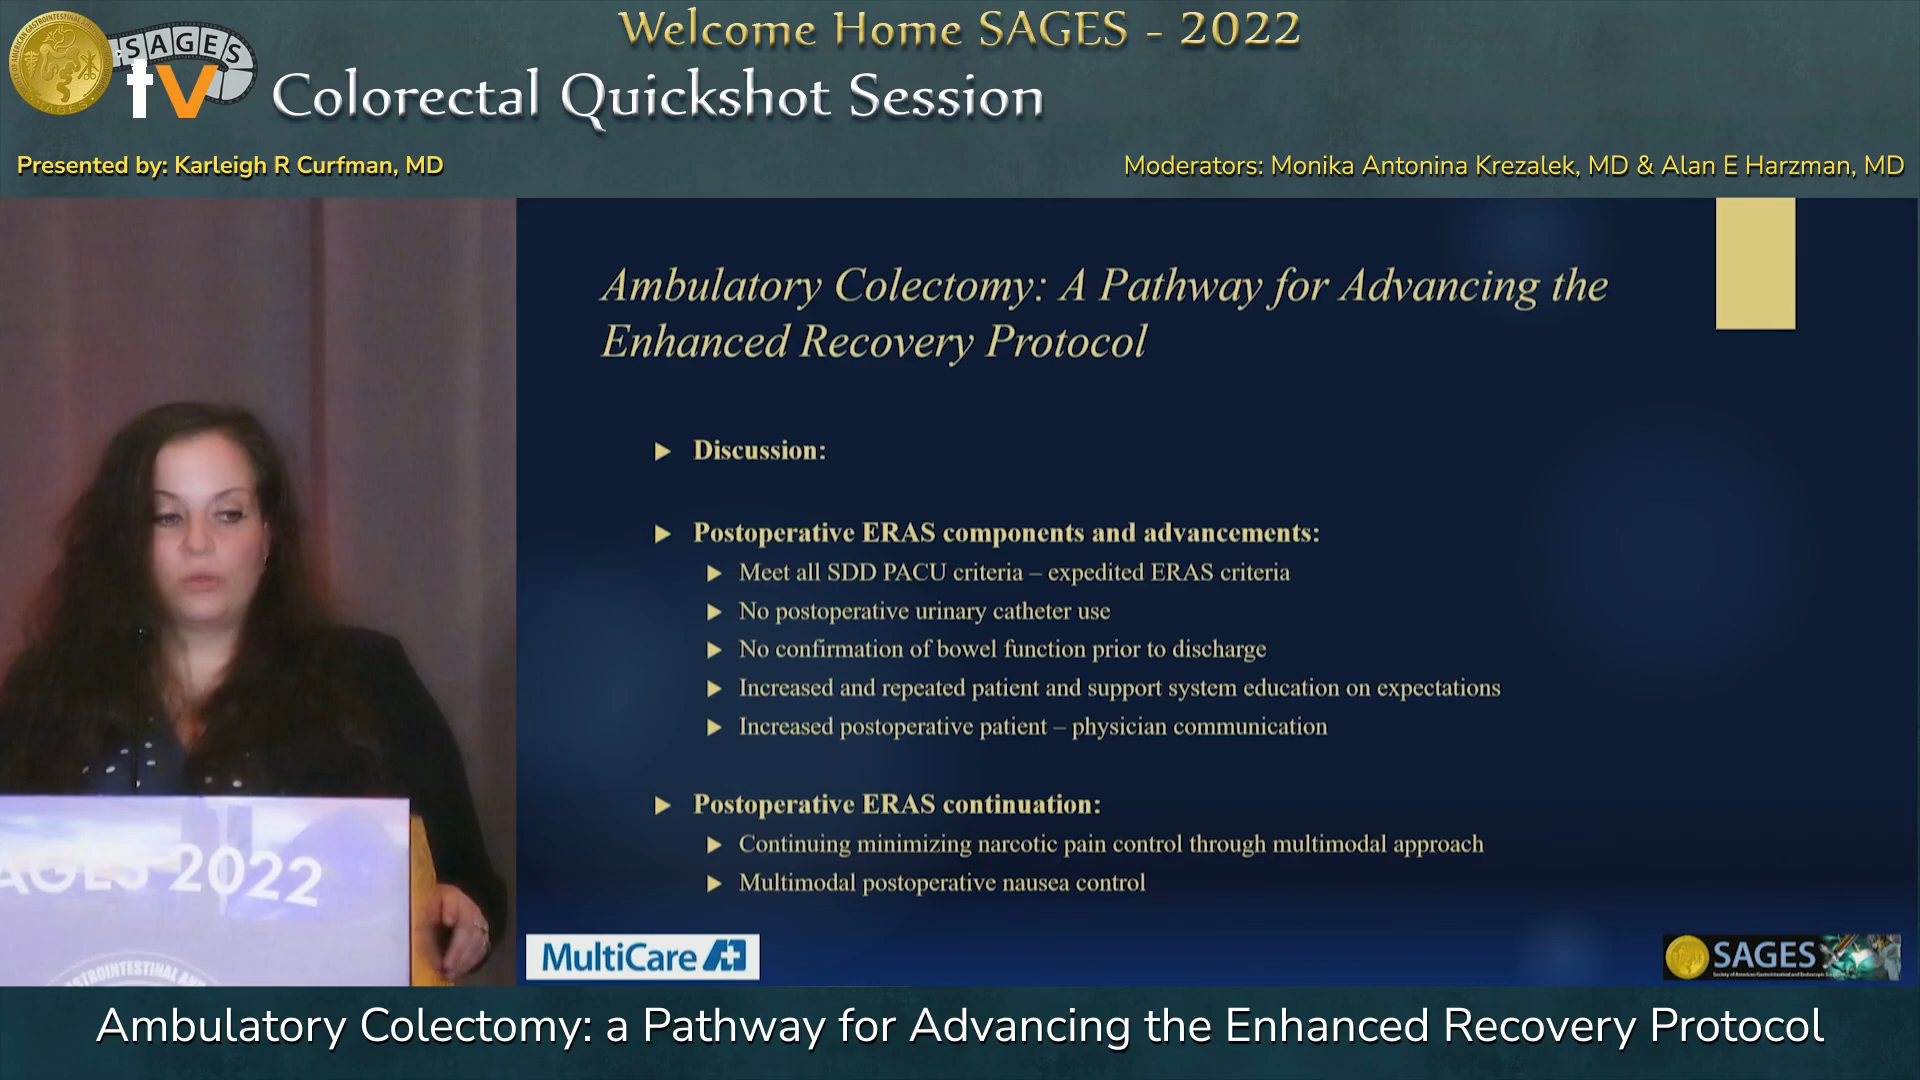 Welcome Home SAGES - 2022
SAGES
tv
Colorectal Quickshot Session
Presented by: Karleigh R Curfman, MD
Moderators: Monika Antonina Krezalek, MD & Alan E Harzman, MD
Ambulatory Colectomy: A Pathway for Advancing the
Enhanced Recovery Protocol
Discussion:
Postoperative ERAS components and advancements:
Meet all SDD PACU criteria – expedited ERAS criteria
No postoperative urinary catheter use
No confirmation of bowel function prior to discharge
Increased and repeated patient and support system education on expectations
Increased postoperative patient – physician communication
Postoperative ERAS continuation:
Continuing minimizing narcotic pain control through multimodal approach
Multimodal postoperative nausea control
AGES 2022
MultiCare
SAGES
Ambulatory Colectomy: a Pathway for Advancing the Enhanced Recovery Protocol